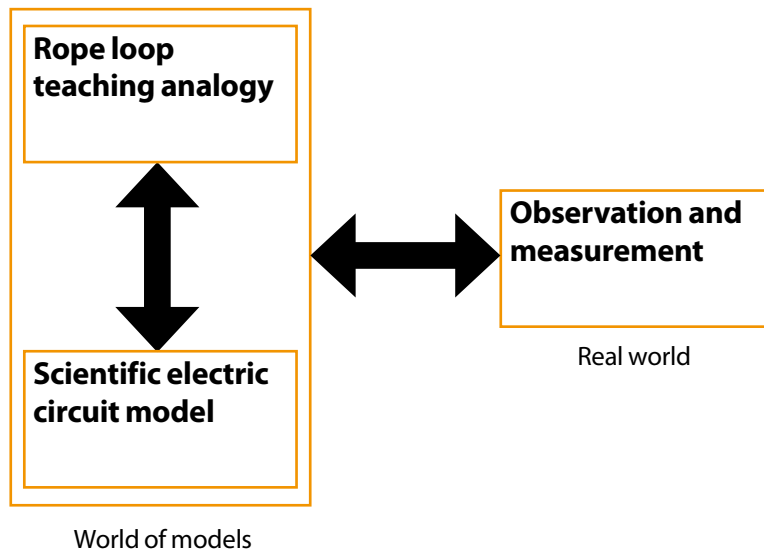 Rope loop
teaching analogy
Observation and
measurement
Real world
Scientific electric
circuit model
World of models